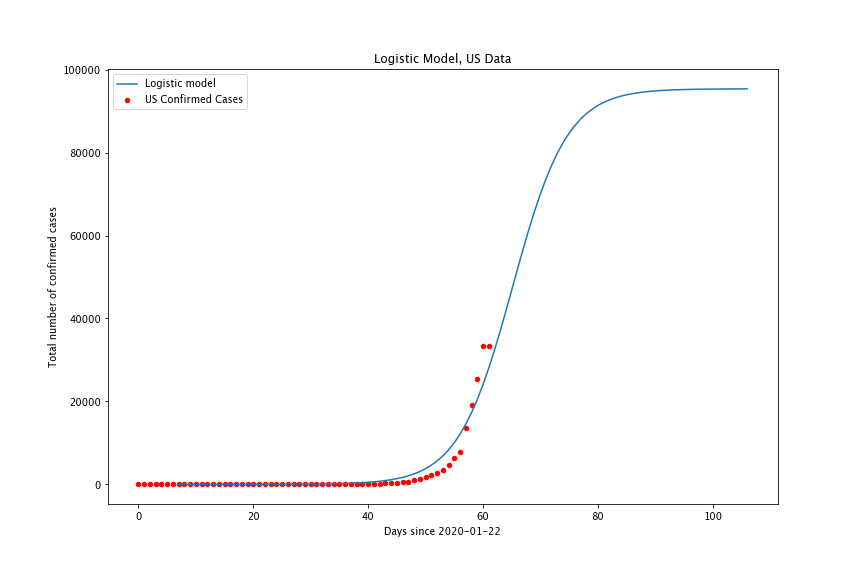 Logistic Model, US Data
Logistic model
US Confirmed Cases
100000
80000
60000
40000
20000
0
Total number of confirmed cases
0 20 40 60 80 100
Days since 2020-01-22